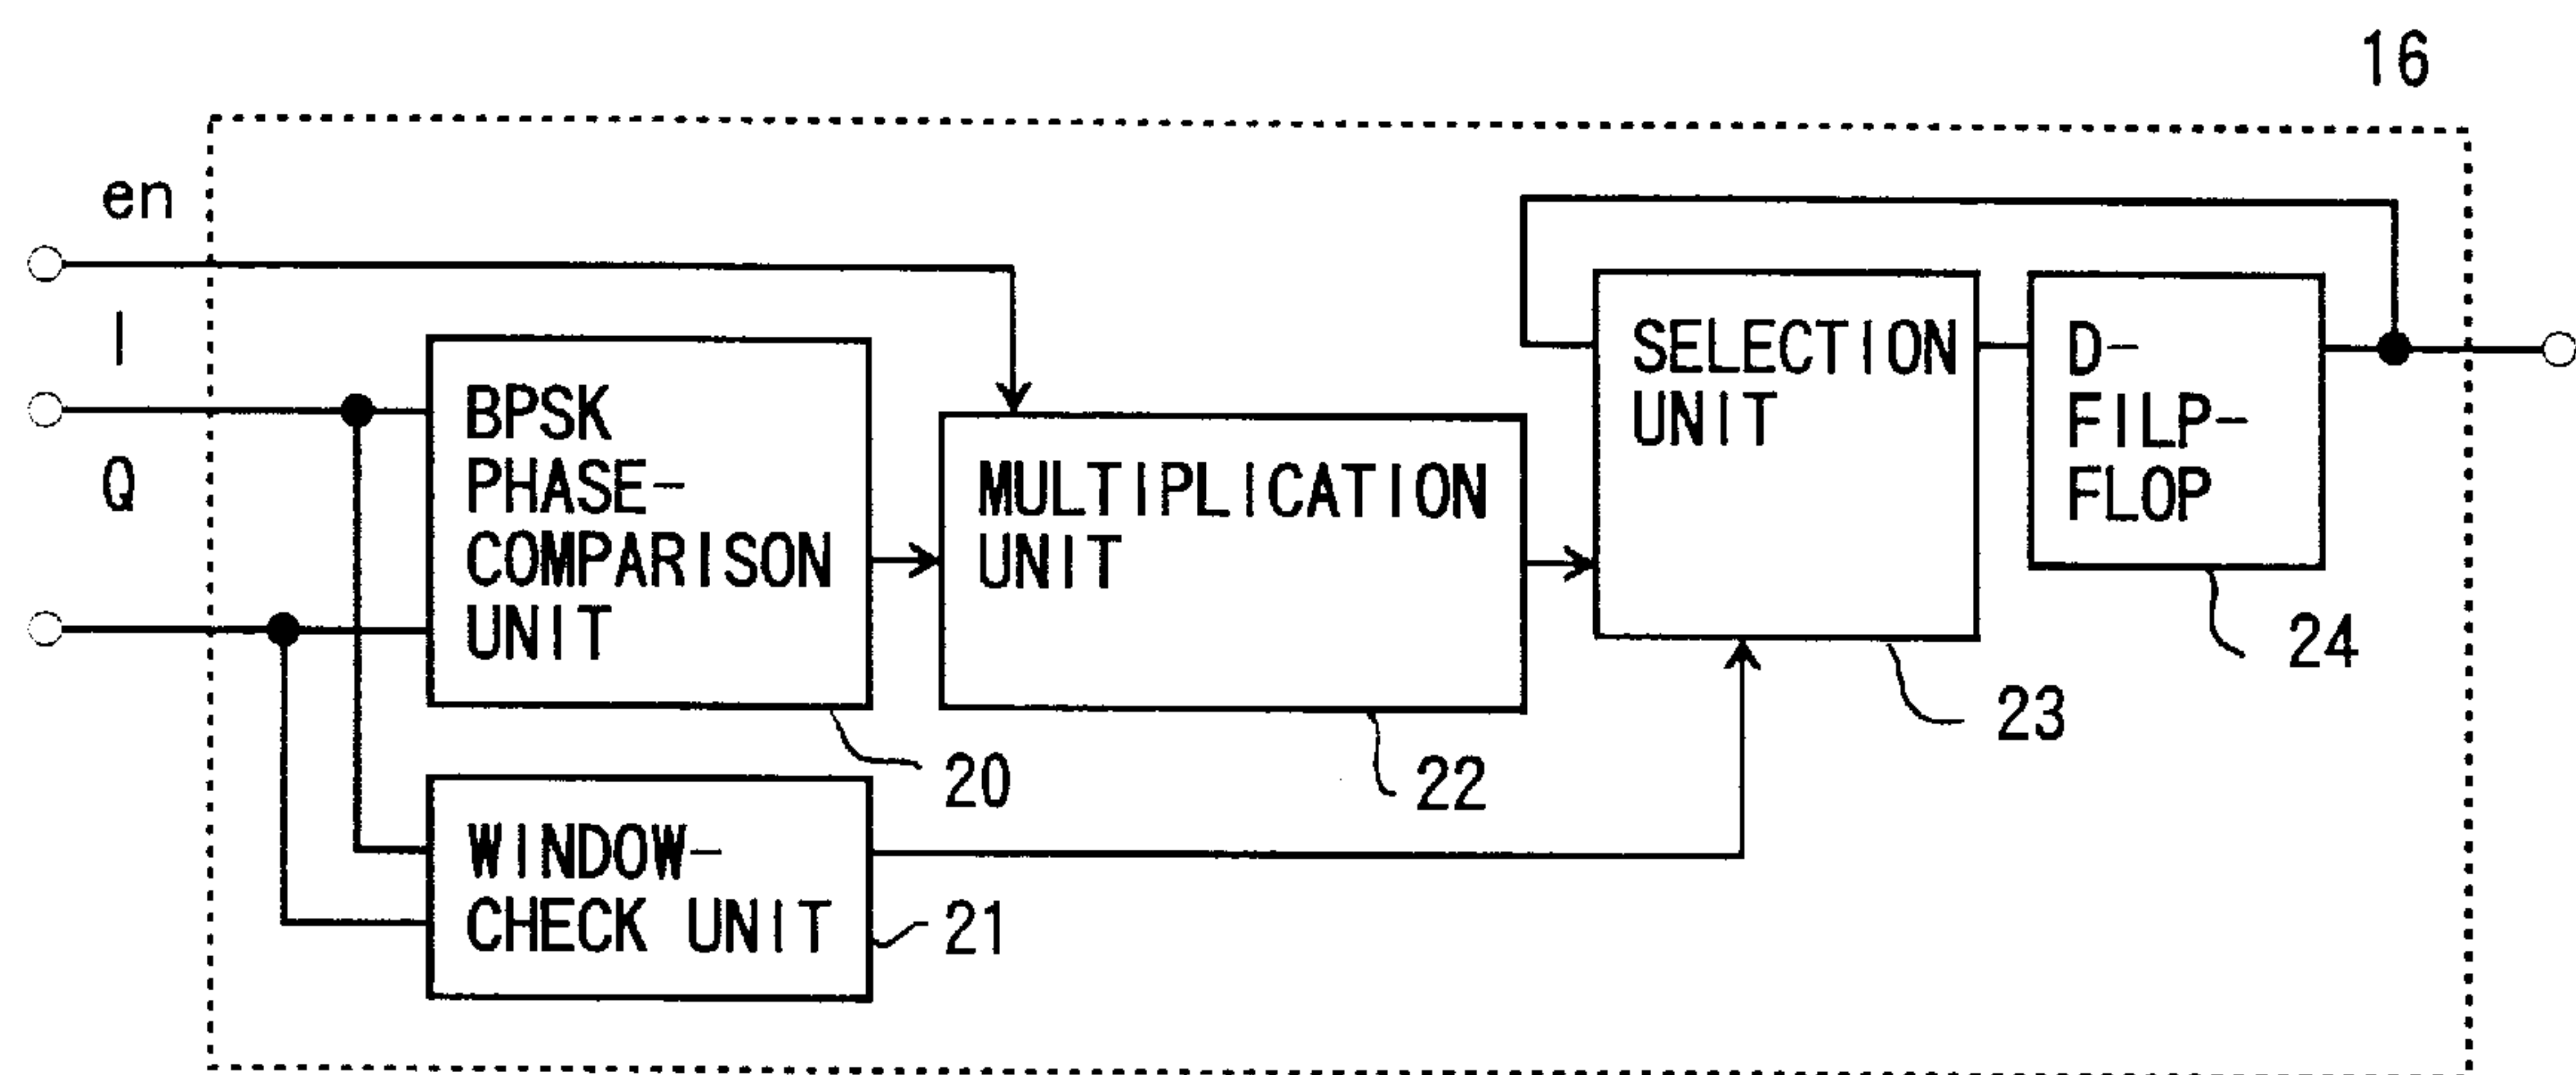 16
en
I
Q
BPSK
PHASE-
COMPARISON
UNIT
20
WINDOW-
CHECK UNIT
21
MULTIPLICATION
UNIT
22
SELECTION
UNIT
23
D-
FILP-
FLOP
24